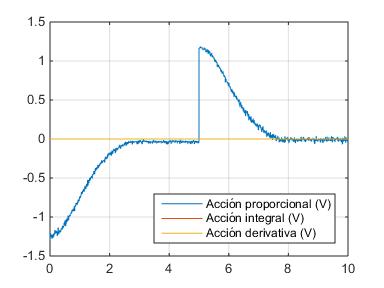 1.5
1
0.5
0
-0.5
-1
-1.5
0 2 4 6 8 10
Acción proporcional (V)
Acción integral (V)
Acción derivativa (V)